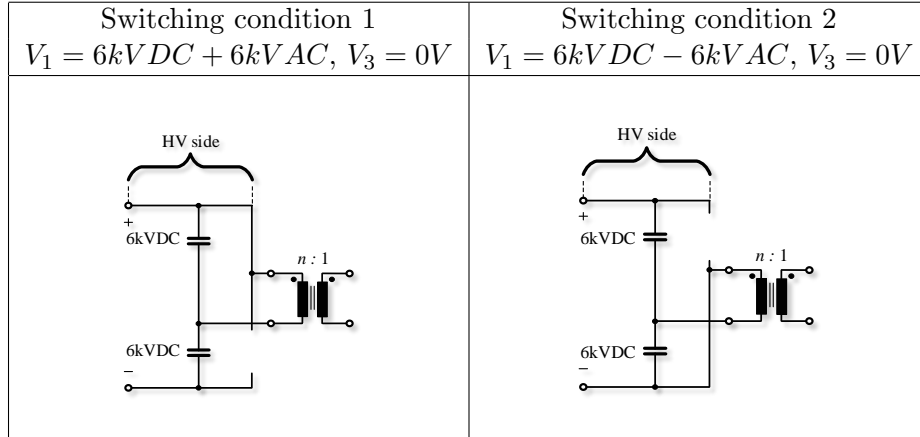 Switching condition 1
V₁ = 6kV DC + 6kV AC, V₃ = 0V
Switching condition 2
V₁ = 6kV DC − 6kV AC, V₃ = 0V
HV side
+
6kVDC
n : 1
6kVDC
−
HV side
+
6kVDC
n : 1
6kVDC
−